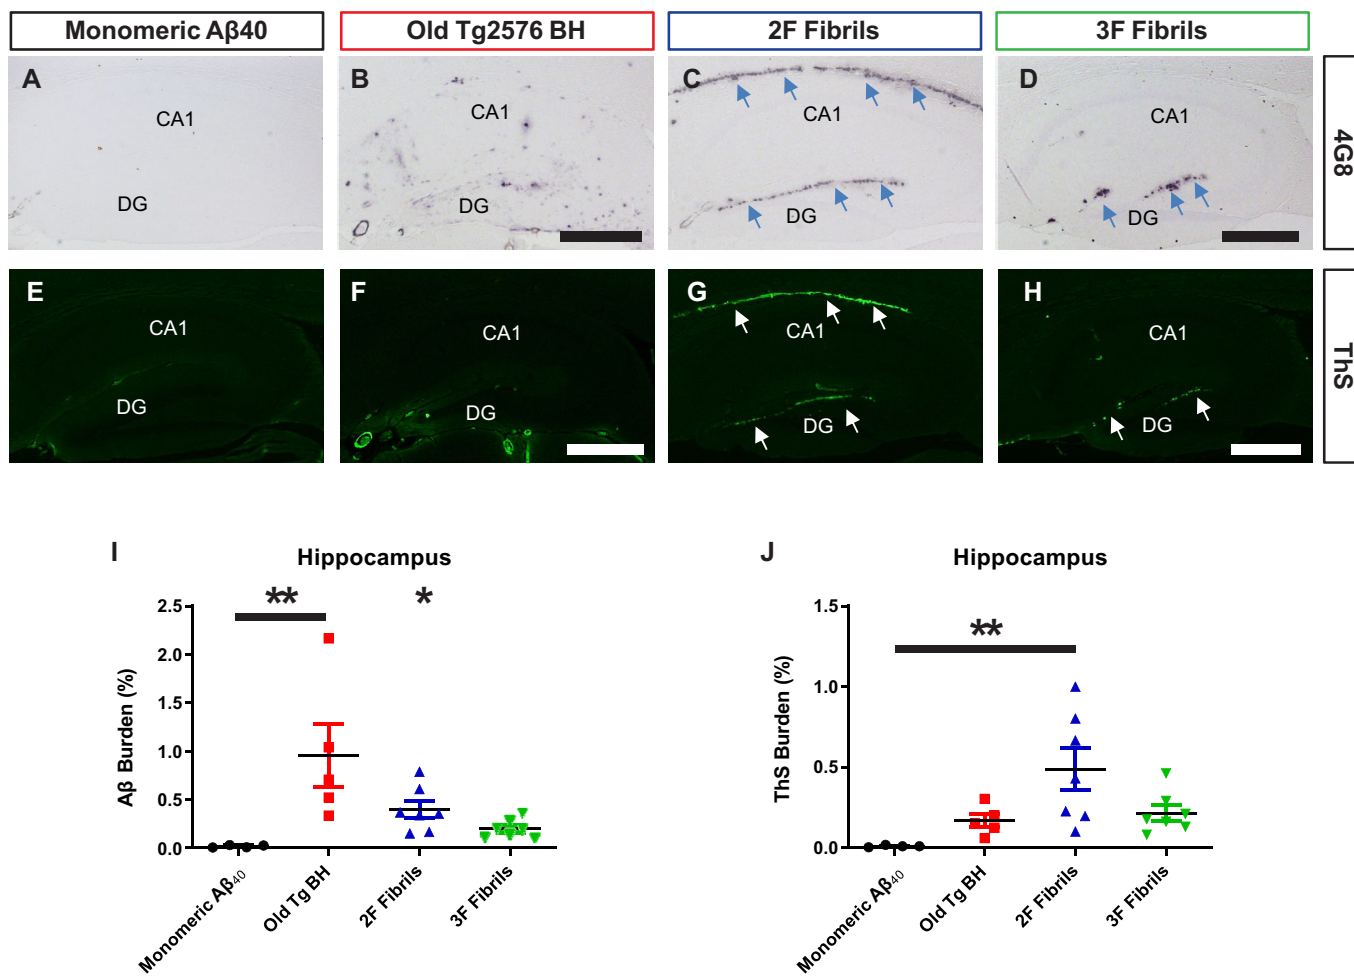 Monomeric Aβ40
Old Tg2576 BH
2F Fibrils
3F Fibrils
A
CA1
DG
B
CA1
DG
C
CA1
DG
D
CA1
DG
4G8
E
CA1
DG
F
CA1
DG
G
CA1
DG
H
CA1
DG
ThS
I
Hippocampus
**
*
Aβ Burden (%)
2.5
2.0
1.5
1.0
0.5
0.0
Monomeric Aβ₄₀
Old Tg BH
2F Fibrils
3F Fibrils
J
Hippocampus
**
ThS Burden (%)
1.5
1.0
0.5
0.0
Monomeric Aβ₄₀
Old Tg BH
2F Fibrils
3F Fibrils